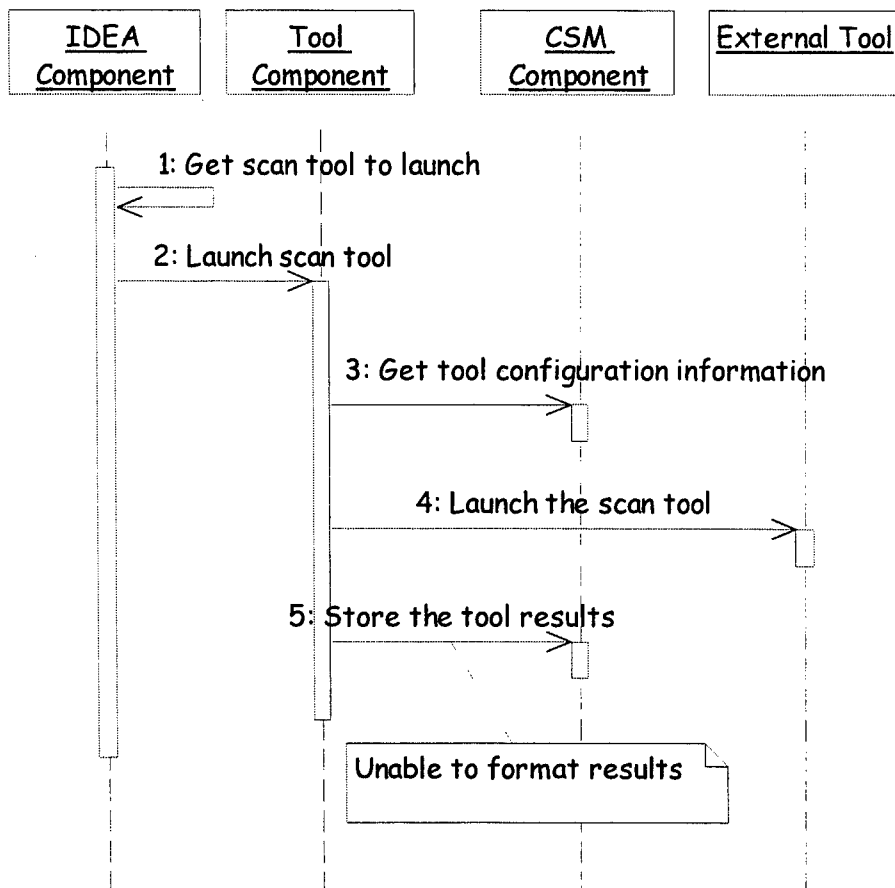 IDEA
Component
Tool
Component
CSM
Component
External Tool
1: Get scan tool to launch
2: Launch scan tool
3: Get tool configuration information
4: Launch the scan tool
5: Store the tool results
Unable to format results